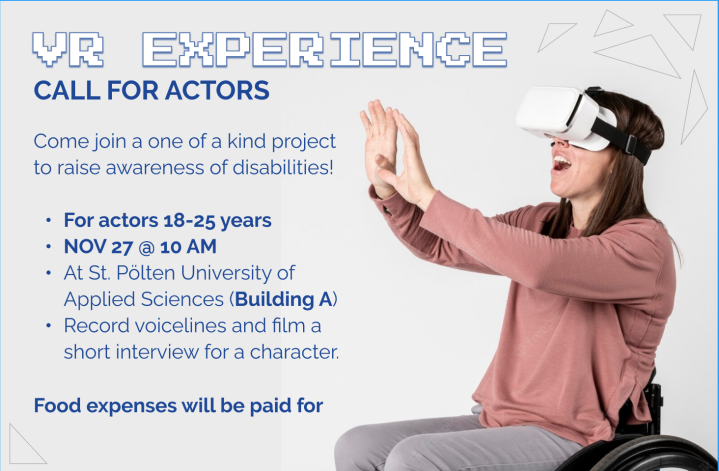 VR EXPERIENCE
CALL FOR ACTORS
Come join a one of a kind project
to raise awareness of disabilities!
• For actors 18-25 years
• NOV 27 @ 10 AM
• At St. Pölten University of
Applied Sciences (Building A)
• Record voicelines and film a
short interview for a character.
Food expenses will be paid for